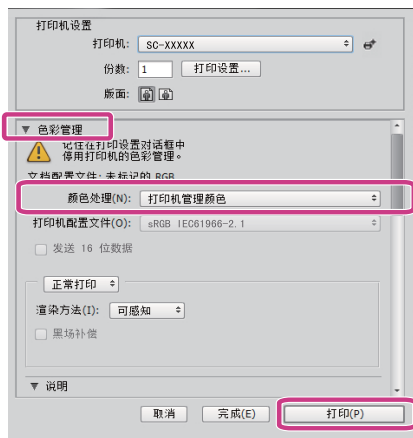 打印机设置
打印机: SC-XXXXX
份数: 1 打印设置...
版面:
▼ 色彩管理
记住在打印设置对话框中
停用打印机的色彩管理。
文档配置文件: 未标记的 RGB
颜色处理(N): 打印机管理颜色
打印机配置文件(O): sRGB IEC61966-2.1
发送 16 位数据
正常打印
渲染方法(I): 可感知
黑场补偿
▼ 说明
取消 完成(E) 打印(P)